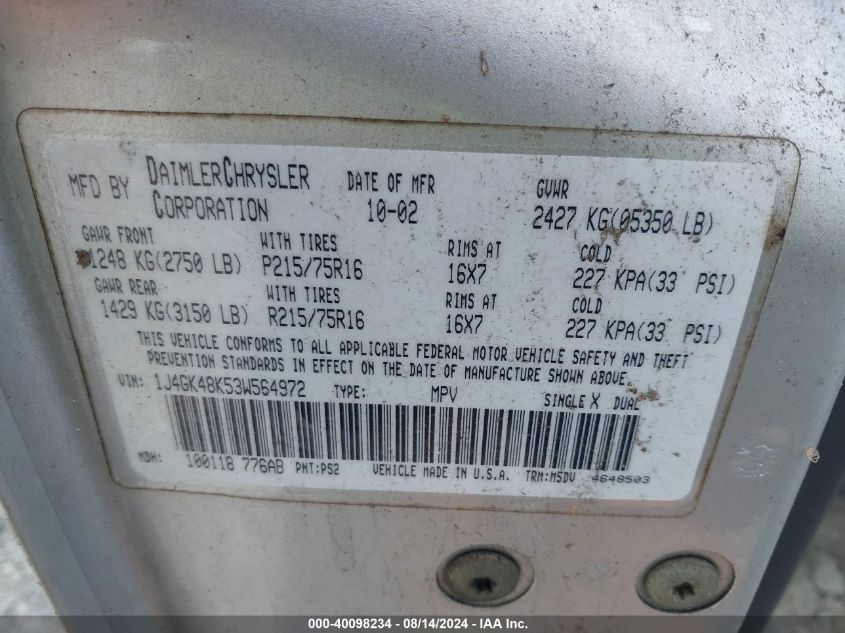 MFD BY DAIMLERCHRYSLER CORPORATION
DATE OF MFR 10-02
GVWR 2427 KG(05350 LB)
GAWR FRONT WITH TIRES RIMS AT COLD
1248 KG(2750 LB) P215/75R16 16X7 227 KPA(33 PSI)
GAWR REAR WITH TIRES RIMS AT COLD
1429 KG(3150 LB) R215/75R16 16X7 227 KPA(33 PSI)
THIS VEHICLE CONFORMS TO ALL APPLICABLE FEDERAL MOTOR VEHICLE SAFETY AND THEFT
PREVENTION STANDARDS IN EFFECT ON THE DATE OF MANUFACTURE SHOWN ABOVE.
VIN: 1J4GK48K53W564972 TYPE: MPV SINGLE X DUAL
MDH: 100118 776AB PNT:PS2 VEHICLE MADE IN U.S.A. TRM:M5DV 4648503
000-40098234 - 08/14/2024 - IAAI.com.